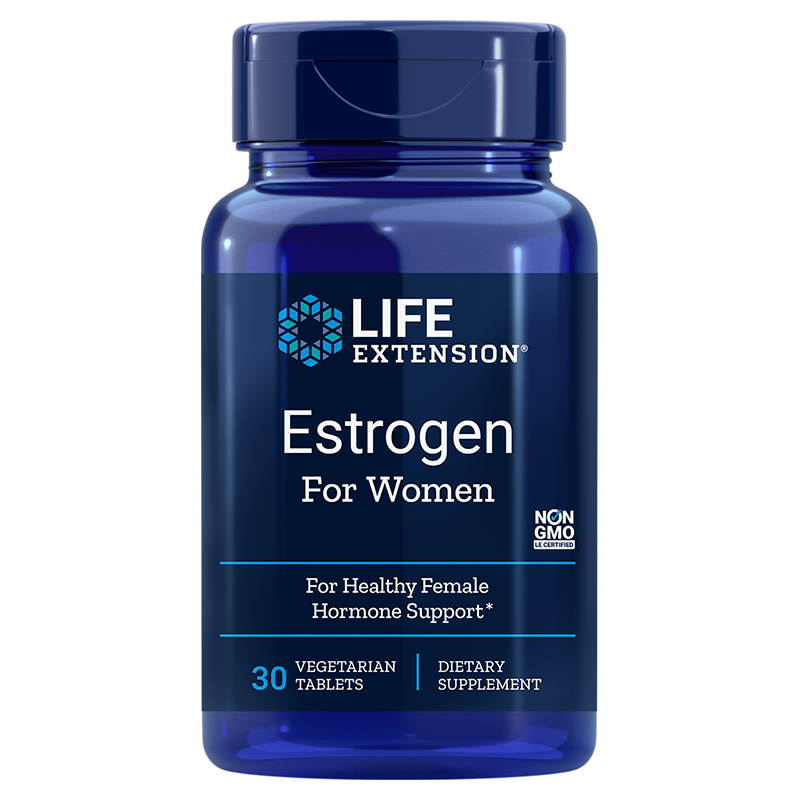 LIFE
EXTENSION®
Estrogen
For Women
NON
GMO
LE CERTIFIED
For Healthy Female
Hormone Support*
30 VEGETARIAN TABLETS
DIETARY SUPPLEMENT